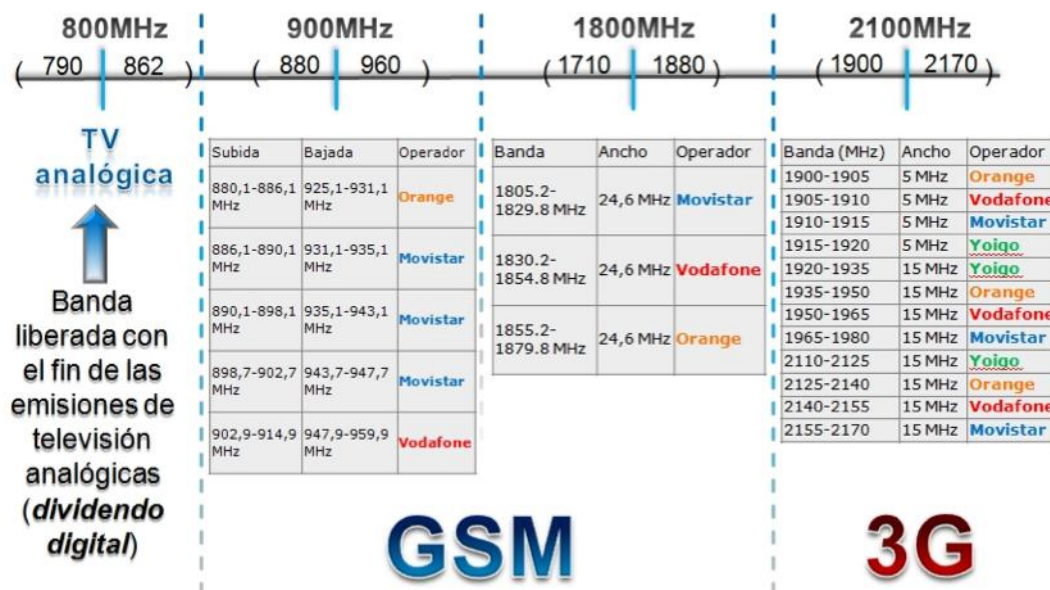 800MHz
( 790 862 )
TV
analógica
Banda
liberada con
el fin de las
emisiones de
televisión
analógicas
(dividendo
digital)
900MHz
( 880 960 )
Subida Bajada Operador
880,1-886,1 MHz 925,1-931,1 MHz Orange
886,1-890,1 MHz 931,1-935,1 MHz Movistar
890,1-898,1 MHz 935,1-943,1 MHz Movistar
898,7-902,7 MHz 943,7-947,7 MHz Movistar
902,9-914,9 MHz 947,9-959,9 MHz Vodafone
1800MHz
( 1710 1880 )
Banda Ancho Operador
1805.2-1829.8 MHz 24,6 MHz Movistar
1830.2-1854.8 MHz 24,6 MHz Vodafone
1855.2-1879.8 MHz 24,6 MHz Orange
GSM
2100MHz
( 1900 2170 )
Banda (MHz) Ancho Operador
1900-1905 5 MHz Orange
1905-1910 5 MHz Vodafone
1910-1915 5 MHz Movistar
1915-1920 5 MHz Yoigo
1920-1935 15 MHz Yoigo
1935-1950 15 MHz Orange
1950-1965 15 MHz Vodafone
1965-1980 15 MHz Movistar
2110-2125 15 MHz Yoigo
2125-2140 15 MHz Orange
2140-2155 15 MHz Vodafone
2155-2170 15 MHz Movistar
3G